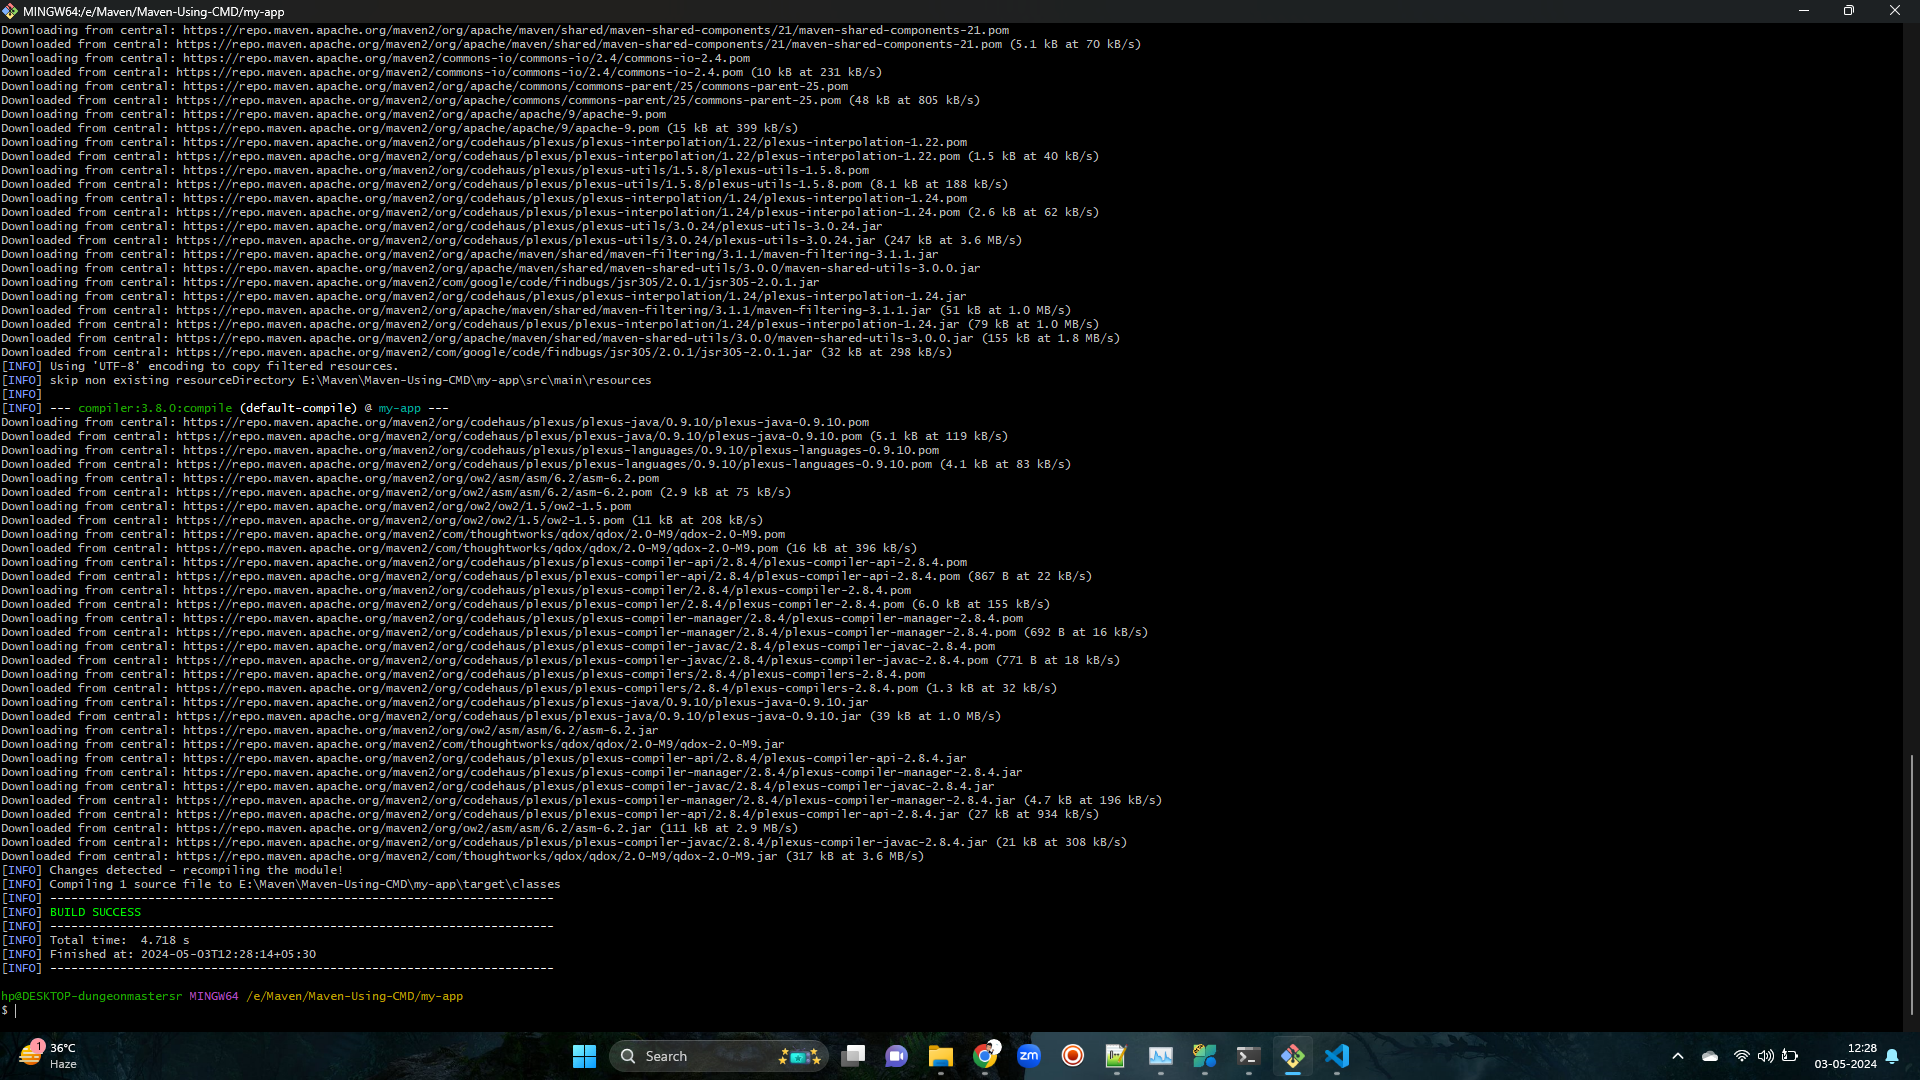 MINGW64:/e/Maven/Maven-Using-CMD/my-app
Downloading from central: https://repo.maven.apache.org/maven2/org/apache/maven/shared/maven-shared-components/21/maven-shared-components-21.pom
Downloaded from central: https://repo.maven.apache.org/maven2/org/apache/maven/shared/maven-shared-components/21/maven-shared-components-21.pom (5.1 kB at 70 kB/s)
Downloading from central: https://repo.maven.apache.org/maven2/commons-io/commons-io/2.4/commons-io-2.4.pom
Downloaded from central: https://repo.maven.apache.org/maven2/commons-io/commons-io/2.4/commons-io-2.4.pom (10 kB at 231 kB/s)
Downloading from central: https://repo.maven.apache.org/maven2/org/apache/commons/commons-parent/25/commons-parent-25.pom
Downloaded from central: https://repo.maven.apache.org/maven2/org/apache/commons/commons-parent/25/commons-parent-25.pom (48 kB at 805 kB/s)
Downloading from central: https://repo.maven.apache.org/maven2/org/apache/apache/9/apache-9.pom
Downloaded from central: https://repo.maven.apache.org/maven2/org/apache/apache/9/apache-9.pom (15 kB at 399 kB/s)
Downloading from central: https://repo.maven.apache.org/maven2/org/codehaus/plexus/plexus-interpolation/1.22/plexus-interpolation-1.22.pom
Downloaded from central: https://repo.maven.apache.org/maven2/org/codehaus/plexus/plexus-interpolation/1.22/plexus-interpolation-1.22.pom (1.5 kB at 40 kB/s)
Downloading from central: https://repo.maven.apache.org/maven2/org/codehaus/plexus/plexus-utils/1.5.8/plexus-utils-1.5.8.pom
Downloaded from central: https://repo.maven.apache.org/maven2/org/codehaus/plexus/plexus-utils/1.5.8/plexus-utils-1.5.8.pom (8.1 kB at 188 kB/s)
Downloading from central: https://repo.maven.apache.org/maven2/org/codehaus/plexus/plexus-interpolation/1.24/plexus-interpolation-1.24.pom
Downloaded from central: https://repo.maven.apache.org/maven2/org/codehaus/plexus/plexus-interpolation/1.24/plexus-interpolation-1.24.pom (2.6 kB at 62 kB/s)
Downloading from central: https://repo.maven.apache.org/maven2/org/codehaus/plexus/plexus-utils/3.0.24/plexus-utils-3.0.24.jar
Downloaded from central: https://repo.maven.apache.org/maven2/org/codehaus/plexus/plexus-utils/3.0.24/plexus-utils-3.0.24.jar (247 kB at 3.6 MB/s)
Downloading from central: https://repo.maven.apache.org/maven2/org/apache/maven/shared/maven-filtering/3.1.1/maven-filtering-3.1.1.jar
Downloading from central: https://repo.maven.apache.org/maven2/org/apache/maven/shared/maven-shared-utils/3.0.0/maven-shared-utils-3.0.0.jar
Downloading from central: https://repo.maven.apache.org/maven2/com/google/code/findbugs/jsr305/2.0.1/jsr305-2.0.1.jar
Downloading from central: https://repo.maven.apache.org/maven2/org/codehaus/plexus/plexus-interpolation/1.24/plexus-interpolation-1.24.jar
Downloaded from central: https://repo.maven.apache.org/maven2/org/apache/maven/shared/maven-filtering/3.1.1/maven-filtering-3.1.1.jar (51 kB at 1.0 MB/s)
Downloaded from central: https://repo.maven.apache.org/maven2/org/codehaus/plexus/plexus-interpolation/1.24/plexus-interpolation-1.24.jar (79 kB at 1.0 MB/s)
Downloaded from central: https://repo.maven.apache.org/maven2/org/apache/maven/shared/maven-shared-utils/3.0.0/maven-shared-utils-3.0.0.jar (155 kB at 1.8 MB/s)
Downloaded from central: https://repo.maven.apache.org/maven2/com/google/code/findbugs/jsr305/2.0.1/jsr305-2.0.1.jar (32 kB at 298 kB/s)
[INFO] Using 'UTF-8' encoding to copy filtered resources.
[INFO] skip non existing resourceDirectory E:\Maven\Maven-Using-CMD\my-app\src\main\resources
[INFO]
[INFO] --- compiler:3.8.0:compile (default-compile) @ my-app ---
Downloading from central: https://repo.maven.apache.org/maven2/org/codehaus/plexus/plexus-java/0.9.10/plexus-java-0.9.10.pom
Downloaded from central: https://repo.maven.apache.org/maven2/org/codehaus/plexus/plexus-java/0.9.10/plexus-java-0.9.10.pom (5.1 kB at 119 kB/s)
Downloading from central: https://repo.maven.apache.org/maven2/org/codehaus/plexus/plexus-languages/0.9.10/plexus-languages-0.9.10.pom
Downloaded from central: https://repo.maven.apache.org/maven2/org/codehaus/plexus/plexus-languages/0.9.10/plexus-languages-0.9.10.pom (4.1 kB at 83 kB/s)
Downloading from central: https://repo.maven.apache.org/maven2/org/ow2/asm/asm/6.2/asm-6.2.pom
Downloaded from central: https://repo.maven.apache.org/maven2/org/ow2/asm/asm/6.2/asm-6.2.pom (2.9 kB at 75 kB/s)
Downloading from central: https://repo.maven.apache.org/maven2/org/ow2/ow2/1.5/ow2-1.5.pom
Downloaded from central: https://repo.maven.apache.org/maven2/org/ow2/ow2/1.5/ow2-1.5.pom (11 kB at 208 kB/s)
Downloading from central: https://repo.maven.apache.org/maven2/com/thoughtworks/qdox/qdox/2.0-M9/qdox-2.0-M9.pom
Downloaded from central: https://repo.maven.apache.org/maven2/com/thoughtworks/qdox/qdox/2.0-M9/qdox-2.0-M9.pom (16 kB at 396 kB/s)
Downloading from central: https://repo.maven.apache.org/maven2/org/codehaus/plexus/plexus-compiler-api/2.8.4/plexus-compiler-api-2.8.4.pom
Downloaded from central: https://repo.maven.apache.org/maven2/org/codehaus/plexus/plexus-compiler-api/2.8.4/plexus-compiler-api-2.8.4.pom (867 B at 22 kB/s)
Downloading from central: https://repo.maven.apache.org/maven2/org/codehaus/plexus/plexus-compiler/2.8.4/plexus-compiler-2.8.4.pom
Downloaded from central: https://repo.maven.apache.org/maven2/org/codehaus/plexus/plexus-compiler/2.8.4/plexus-compiler-2.8.4.pom (6.0 kB at 155 kB/s)
Downloading from central: https://repo.maven.apache.org/maven2/org/codehaus/plexus/plexus-compiler-manager/2.8.4/plexus-compiler-manager-2.8.4.pom
Downloaded from central: https://repo.maven.apache.org/maven2/org/codehaus/plexus/plexus-compiler-manager/2.8.4/plexus-compiler-manager-2.8.4.pom (692 B at 16 kB/s)
Downloading from central: https://repo.maven.apache.org/maven2/org/codehaus/plexus/plexus-compiler-javac/2.8.4/plexus-compiler-javac-2.8.4.pom
Downloaded from central: https://repo.maven.apache.org/maven2/org/codehaus/plexus/plexus-compiler-javac/2.8.4/plexus-compiler-javac-2.8.4.pom (771 B at 18 kB/s)
Downloading from central: https://repo.maven.apache.org/maven2/org/codehaus/plexus/plexus-compilers/2.8.4/plexus-compilers-2.8.4.pom
Downloaded from central: https://repo.maven.apache.org/maven2/org/codehaus/plexus/plexus-compilers/2.8.4/plexus-compilers-2.8.4.pom (1.3 kB at 32 kB/s)
Downloading from central: https://repo.maven.apache.org/maven2/org/codehaus/plexus/plexus-java/0.9.10/plexus-java-0.9.10.jar
Downloaded from central: https://repo.maven.apache.org/maven2/org/codehaus/plexus/plexus-java/0.9.10/plexus-java-0.9.10.jar (39 kB at 1.0 MB/s)
Downloading from central: https://repo.maven.apache.org/maven2/org/ow2/asm/asm/6.2/asm-6.2.jar
Downloading from central: https://repo.maven.apache.org/maven2/com/thoughtworks/qdox/qdox/2.0-M9/qdox-2.0-M9.jar
Downloading from central: https://repo.maven.apache.org/maven2/org/codehaus/plexus/plexus-compiler-api/2.8.4/plexus-compiler-api-2.8.4.jar
Downloading from central: https://repo.maven.apache.org/maven2/org/codehaus/plexus/plexus-compiler-manager/2.8.4/plexus-compiler-manager-2.8.4.jar
Downloading from central: https://repo.maven.apache.org/maven2/org/codehaus/plexus/plexus-compiler-javac/2.8.4/plexus-compiler-javac-2.8.4.jar
Downloaded from central: https://repo.maven.apache.org/maven2/org/codehaus/plexus/plexus-compiler-manager/2.8.4/plexus-compiler-manager-2.8.4.jar (4.7 kB at 196 kB/s)
Downloaded from central: https://repo.maven.apache.org/maven2/org/codehaus/plexus/plexus-compiler-api/2.8.4/plexus-compiler-api-2.8.4.jar (27 kB at 934 kB/s)
Downloaded from central: https://repo.maven.apache.org/maven2/org/ow2/asm/asm/6.2/asm-6.2.jar (111 kB at 2.9 MB/s)
Downloaded from central: https://repo.maven.apache.org/maven2/org/codehaus/plexus/plexus-compiler-javac/2.8.4/plexus-compiler-javac-2.8.4.jar (21 kB at 308 kB/s)
Downloaded from central: https://repo.maven.apache.org/maven2/com/thoughtworks/qdox/qdox/2.0-M9/qdox-2.0-M9.jar (317 kB at 3.6 MB/s)
[INFO] Changes detected - recompiling the module!
[INFO] Compiling 1 source file to E:\Maven\Maven-Using-CMD\my-app\target\classes
[INFO] ------------------------------------------------------------------------
[INFO] BUILD SUCCESS
[INFO] ------------------------------------------------------------------------
[INFO] Total time:  4.718 s
[INFO] Finished at: 2024-05-03T12:28:14+05:30
[INFO] ------------------------------------------------------------------------
hp@DESKTOP-dungeonmastersr MINGW64 /e/Maven/Maven-Using-CMD/my-app
$
1
36°C
Haze
Search
zm
12:28
03-05-2024